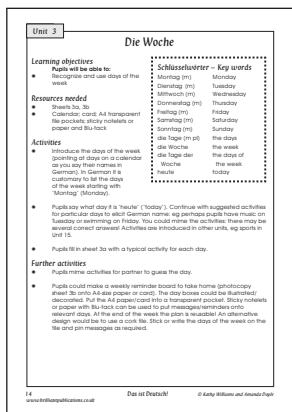 Unit 3
Die Woche
Learning objectives
Pupils will be able to:
Recognize and use days of the
week
Resources needed
Sheets 3a, 3b
Calendar; card; A4 transparent
file pockets; sticky notelets or
paper and Blu-tack
Activities
Introduce the days of the week
(pointing at days on a calendar
as you say their names in
German). In German it is
customary to list the days
of the week starting with
'Montag' (Monday).
Schlüsselwörter – Key words
Montag (m) Monday
Dienstag (m) Tuesday
Mittwoch (m) Wednesday
Donnerstag (m) Thursday
Freitag (m) Friday
Samstag (m) Saturday
Sonntag (m) Sunday
die Tage (m pl) the days
die Woche the week
die Tage der the days of
Woche the week
heute today
Pupils say what day it is 'heute' ('today'). Continue with suggested activities
for particular days to elicit German name: eg perhaps pupils have music on
Tuesday or swimming on Friday. You could mime the activities: there may be
several correct answers! Activities are introduced in other units, eg sports in
Unit 15.
Pupils fill in sheet 3a with a typical activity for each day.
Further activities
Pupils mime activities for partner to guess the day.
Pupils could make a weekly reminder board to take home (photocopy
sheet 3b onto A4-size paper or card). The day boxes could be illustrated/
decorated. Put the A4 paper/card into a transparent pocket. Sticky notelets
or paper with Blu-tack can be used to put messages/reminders onto
relevant days. At the end of the week the plan is reusable! An alternative
design would be to use a cork tile. Stick or write the days of the week on the
tile and pin messages as required.
14 Das ist Deutsch! © Kathy Williams and Amanda Doyle
www.brilliantpublications.co.uk